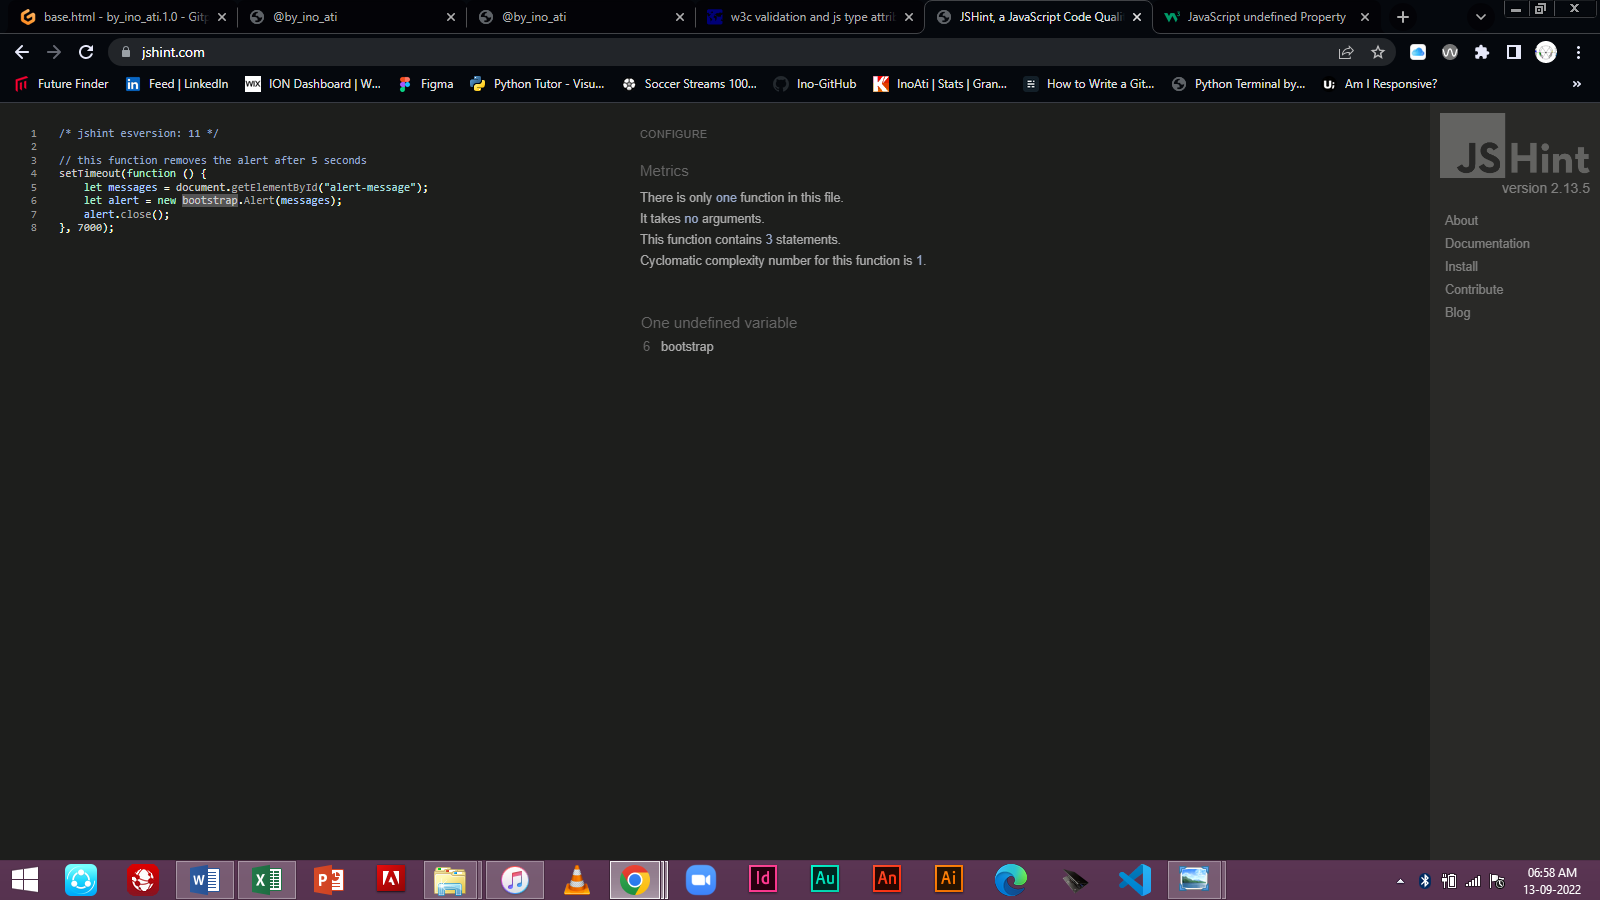 base.html - by_ino_ati.1.0 - Gitp
@by_ino_ati
@by_ino_ati
w3c validation and js type attri
JSHint, a JavaScript Code Quali
JavaScript undefined Property
jshint.com
Future Finder
in Feed | LinkedIn
WIX ION Dashboard | W...
Figma
Python Tutor - Visu...
Soccer Streams 100...
Ino-GitHub
InoAti | Stats | Gran...
How to Write a Git...
Python Terminal by...
Am I Responsive?
»
1 /* jshint esversion: 11 */
2
3 // this function removes the alert after 5 seconds
4 setTimeout(function () {
5 let messages = document.getElementById("alert-message");
6 let alert = new bootstrap.Alert(messages);
7 alert.close();
8 }, 7000);
CONFIGURE
Metrics
There is only one function in this file.
It takes no arguments.
This function contains 3 statements.
Cyclomatic complexity number for this function is 1.
One undefined variable
6 bootstrap
JSHint
version 2.13.5
About
Documentation
Install
Contribute
Blog
Id
Au
An
Ai
06:58 AM
13-09-2022